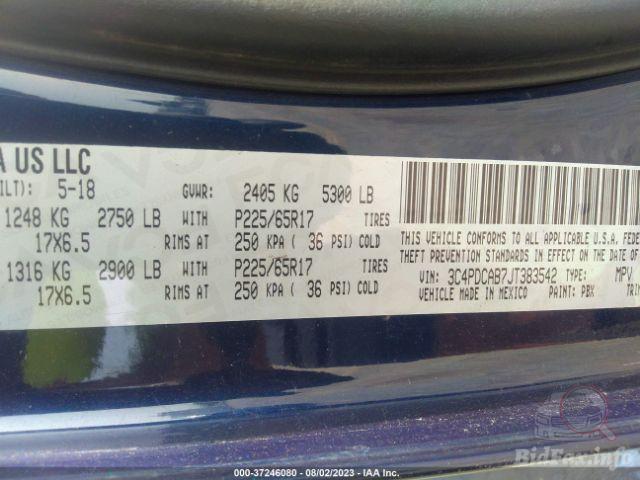 A US LLC
ILT): 5-18 GVWR: 2405 KG 5300 LB
1248 KG 2750 LB WITH P225/65R17 TIRES
17X6.5 RIMS AT 250 KPA ( 36 PSI) COLD
1316 KG 2900 LB WITH P225/65R17 TIRES
17X6.5 RIMS AT 250 KPA ( 36 PSI) COLD
THIS VEHICLE CONFORMS TO ALL APPLICABLE U.S.A. FEDE
THEFT PREVENTION STANDARDS IN EFFECT ON THE DATE OF
VIN: 3C4PDCAB7JT383542 TYPE: MPV
VEHICLE MADE IN MEXICO PAINT: PBX TRIM
000-37246080 - 08/02/2023 - IAA Inc.
BidFax.info